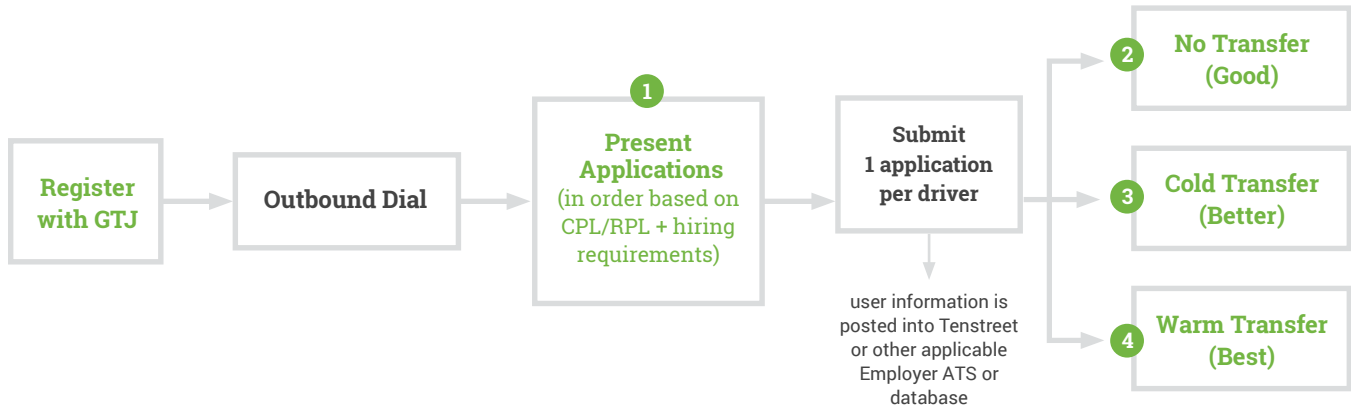 Register
with GTJ
Outbound Dial
1
Present
Applications
(in order based on
CPL/RPL + hiring
requirements)
Submit
1 application
per driver
user information is
posted into Tenstreet
or other applicable
Employer ATS or
database
2
No Transfer
(Good)
3
Cold Transfer
(Better)
4
Warm Transfer
(Best)